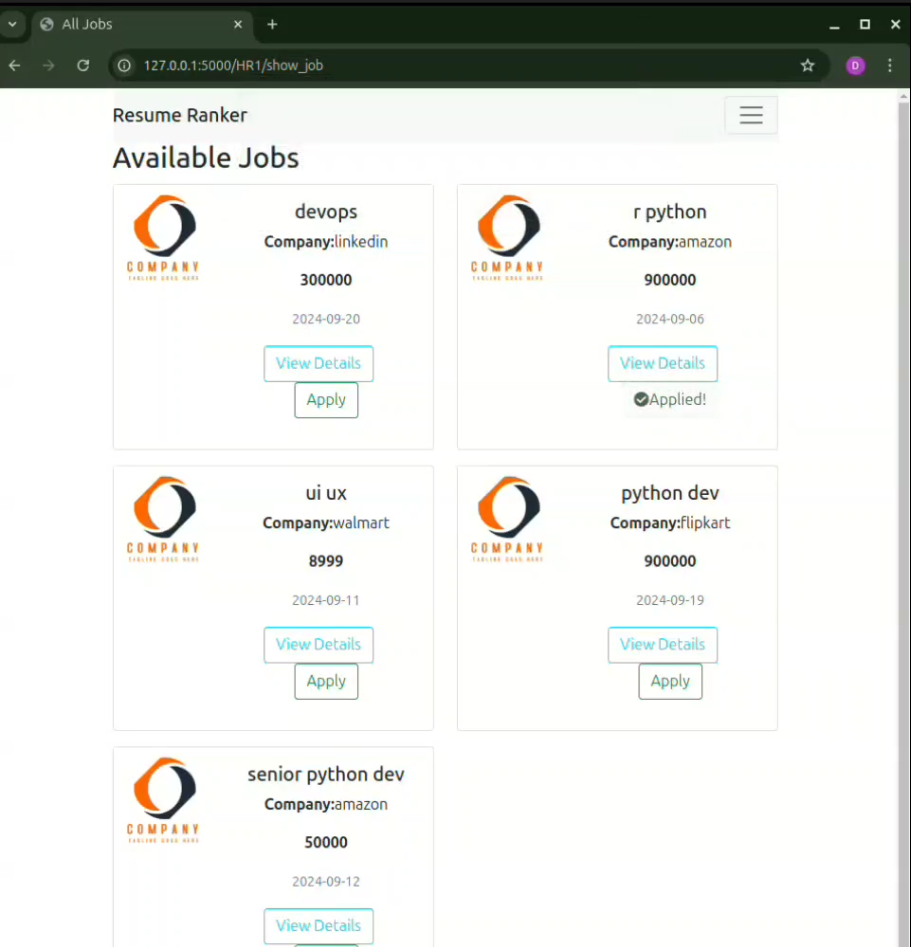 All Jobs
127.0.0.1:5000/HR1/show_job
D
Resume Ranker
Available Jobs
COMPANY
TAGLINE GOES HERE
devops
Company:linkedin
300000
2024-09-20
View Details
Apply
COMPANY
TAGLINE GOES HERE
r python
Company:amazon
900000
2024-09-06
View Details
Applied!
COMPANY
TAGLINE GOES HERE
ui ux
Company:walmart
8999
2024-09-11
View Details
Apply
COMPANY
TAGLINE GOES HERE
python dev
Company:flipkart
900000
2024-09-19
View Details
Apply
COMPANY
TAGLINE GOES HERE
senior python dev
Company:amazon
50000
2024-09-12
View Details